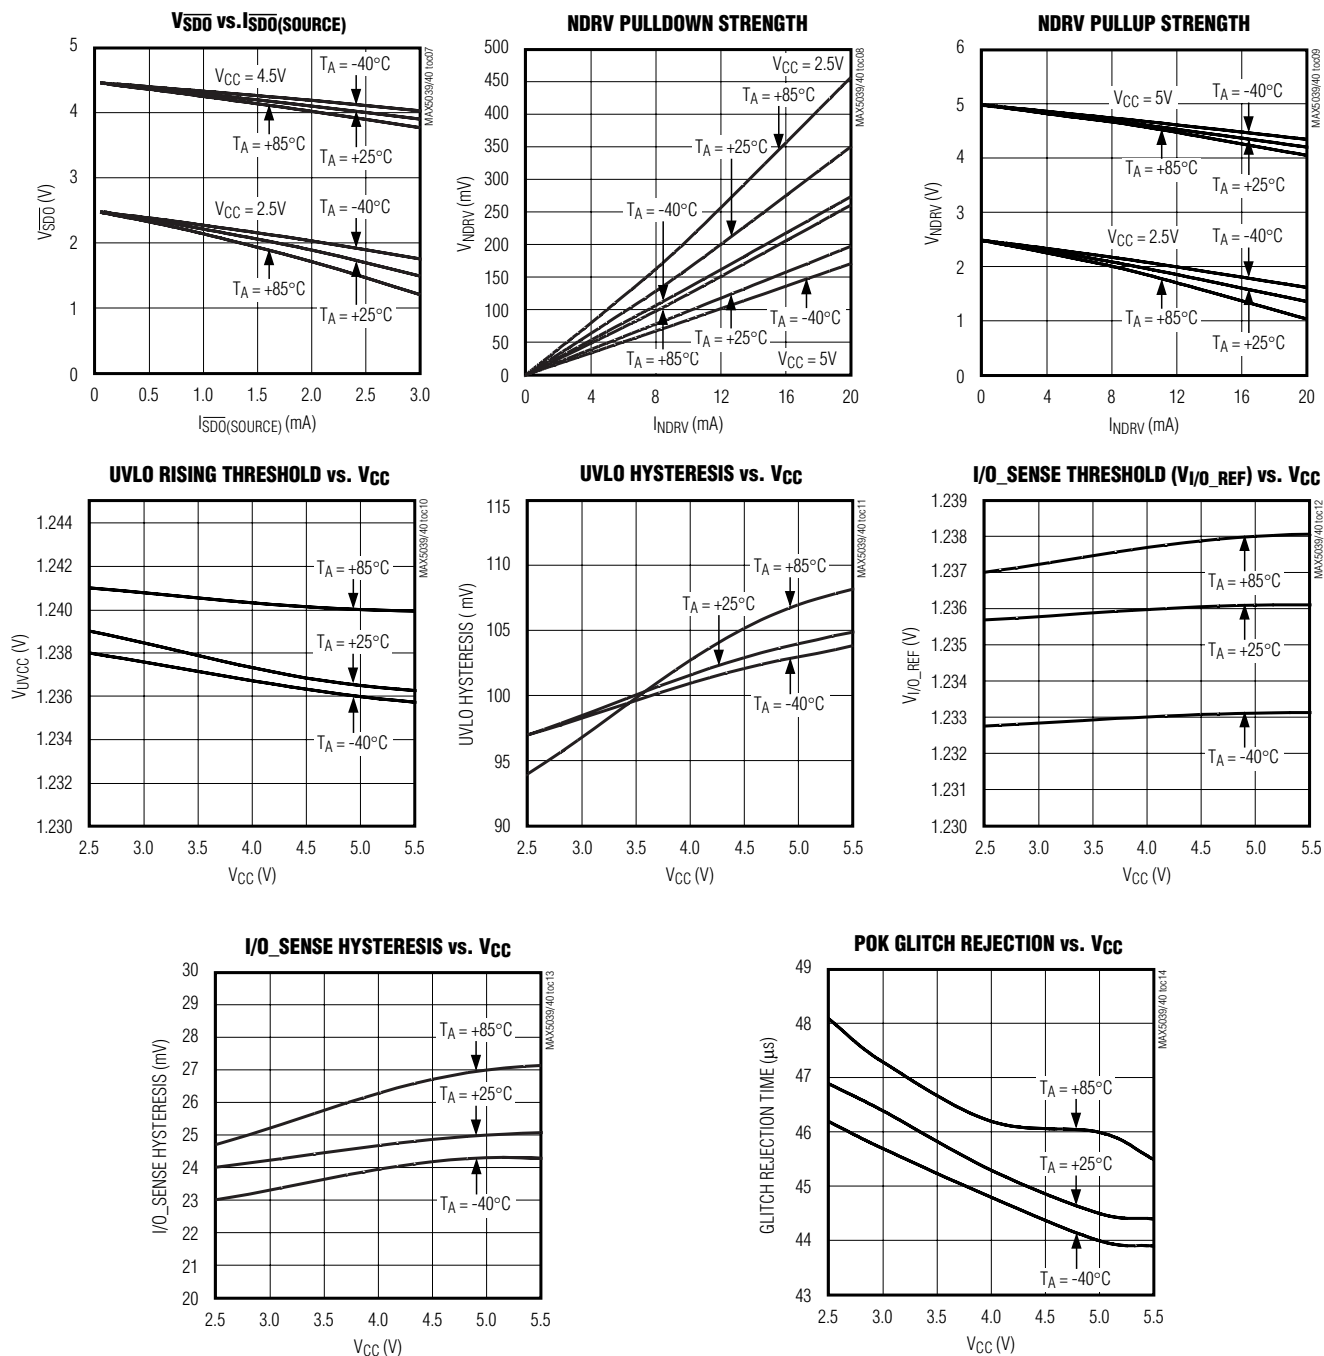 VSDO vs.ISDO(SOURCE)
5
4
3
2
1
0
VSDO (V)
0 0.5 1.0 1.5 2.0 2.5 3.0
ISDO(SOURCE) (mA)
VCC = 4.5V
TA = -40°C
TA = +85°C
TA = +25°C
VCC = 2.5V
TA = -40°C
TA = +85°C
TA = +25°C
MAX5039/40 toc07
NDRV PULLDOWN STRENGTH
500
450
400
350
300
250
200
150
100
50
0
VNDRV (mV)
0 4 8 12 16 20
INDRV (mA)
VCC = 2.5V
TA = +85°C
TA = +25°C
TA = -40°C
TA = -40°C
TA = +25°C
TA = +85°C
VCC = 5V
MAX5039/40 toc08
NDRV PULLUP STRENGTH
6
5
4
3
2
1
0
VNDRV (V)
0 4 8 12 16 20
INDRV (mA)
VCC = 5V
TA = -40°C
TA = +85°C
TA = +25°C
VCC = 2.5V
TA = -40°C
TA = +85°C
TA = +25°C
MAX5039/40 toc09
UVLO RISING THRESHOLD vs. VCC
1.244
1.242
1.240
1.238
1.236
1.234
1.232
1.230
VUVCC (V)
2.5 3.0 3.5 4.0 4.5 5.0 5.5
VCC (V)
TA = +85°C
TA = +25°C
TA = -40°C
MAX5039/40 toc10
UVLO HYSTERESIS vs. VCC
115
110
105
100
95
90
UVLO HYSTERESIS ( mV)
2.5 3.0 3.5 4.0 4.5 5.0 5.5
VCC (V)
TA = +85°C
TA = +25°C
TA = -40°C
MAX5039/40 toc11
I/O_SENSE THRESHOLD (VI/O_REF) vs. VCC
1.239
1.238
1.237
1.236
1.235
1.234
1.233
1.232
1.231
1.230
VI/O_REF (V)
2.5 3.0 3.5 4.0 4.5 5.0 5.5
VCC (V)
TA = +85°C
TA = +25°C
TA = -40°C
MAX5039/40 toc12
I/O_SENSE HYSTERESIS vs. VCC
30
29
28
27
26
25
24
23
22
21
20
I/O_SENSE HYSTERESIS (mV)
2.5 3.0 3.5 4.0 4.5 5.0 5.5
VCC (V)
TA = +85°C
TA = +25°C
TA = -40°C
MAX5039/40 toc13
POK GLITCH REJECTION vs. VCC
49
48
47
46
45
44
43
GLITCH REJECTION TIME (µs)
2.5 3.0 3.5 4.0 4.5 5.0 5.5
VCC (V)
TA = +85°C
TA = +25°C
TA = -40°C
MAX5039/40 toc14